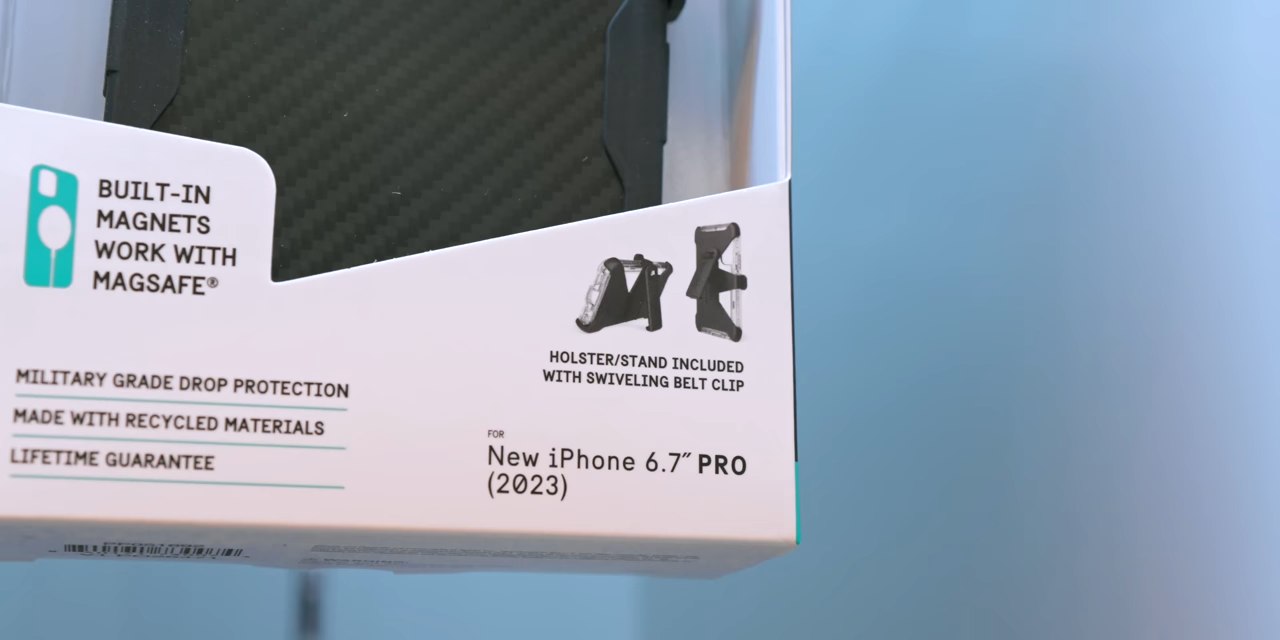 BUILT-IN
MAGNETS
WORK WITH
MAGSAFE®
MILITARY GRADE DROP PROTECTION
MADE WITH RECYCLED MATERIALS
LIFETIME GUARANTEE
HOLSTER/STAND INCLUDED
WITH SWIVELING BELT CLIP
FOR
New iPhone 6.7″ PRO
(2023)